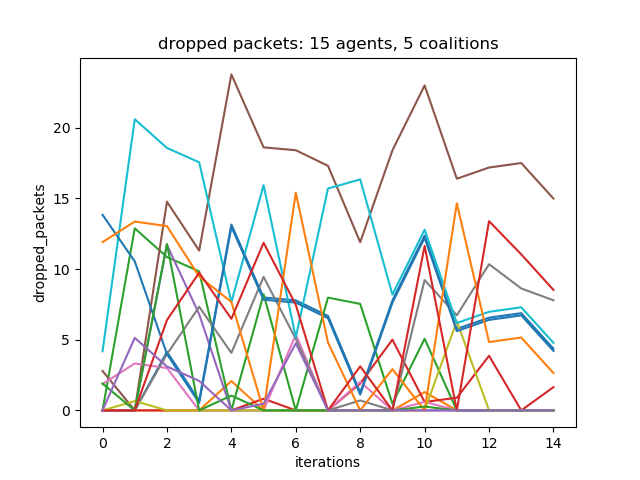 dropped packets: 15 agents, 5 coalitions
dropped_packets
20
15
10
5
0
0 2 4 6 8 10 12 14
iterations